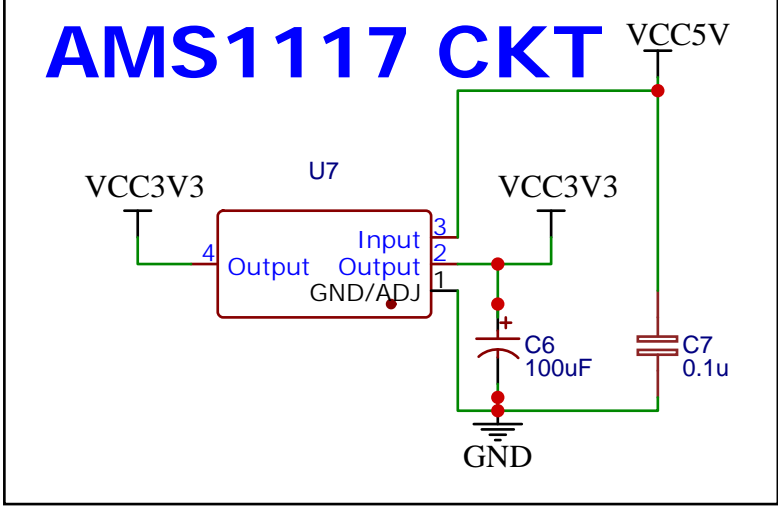 AMS1117 CKT
VCC5V
U7
VCC3V3
VCC3V3
3
Input
4
2
Output
Output
1
GND/ADJ
+
C6
100uF
C7
0.1u
GND